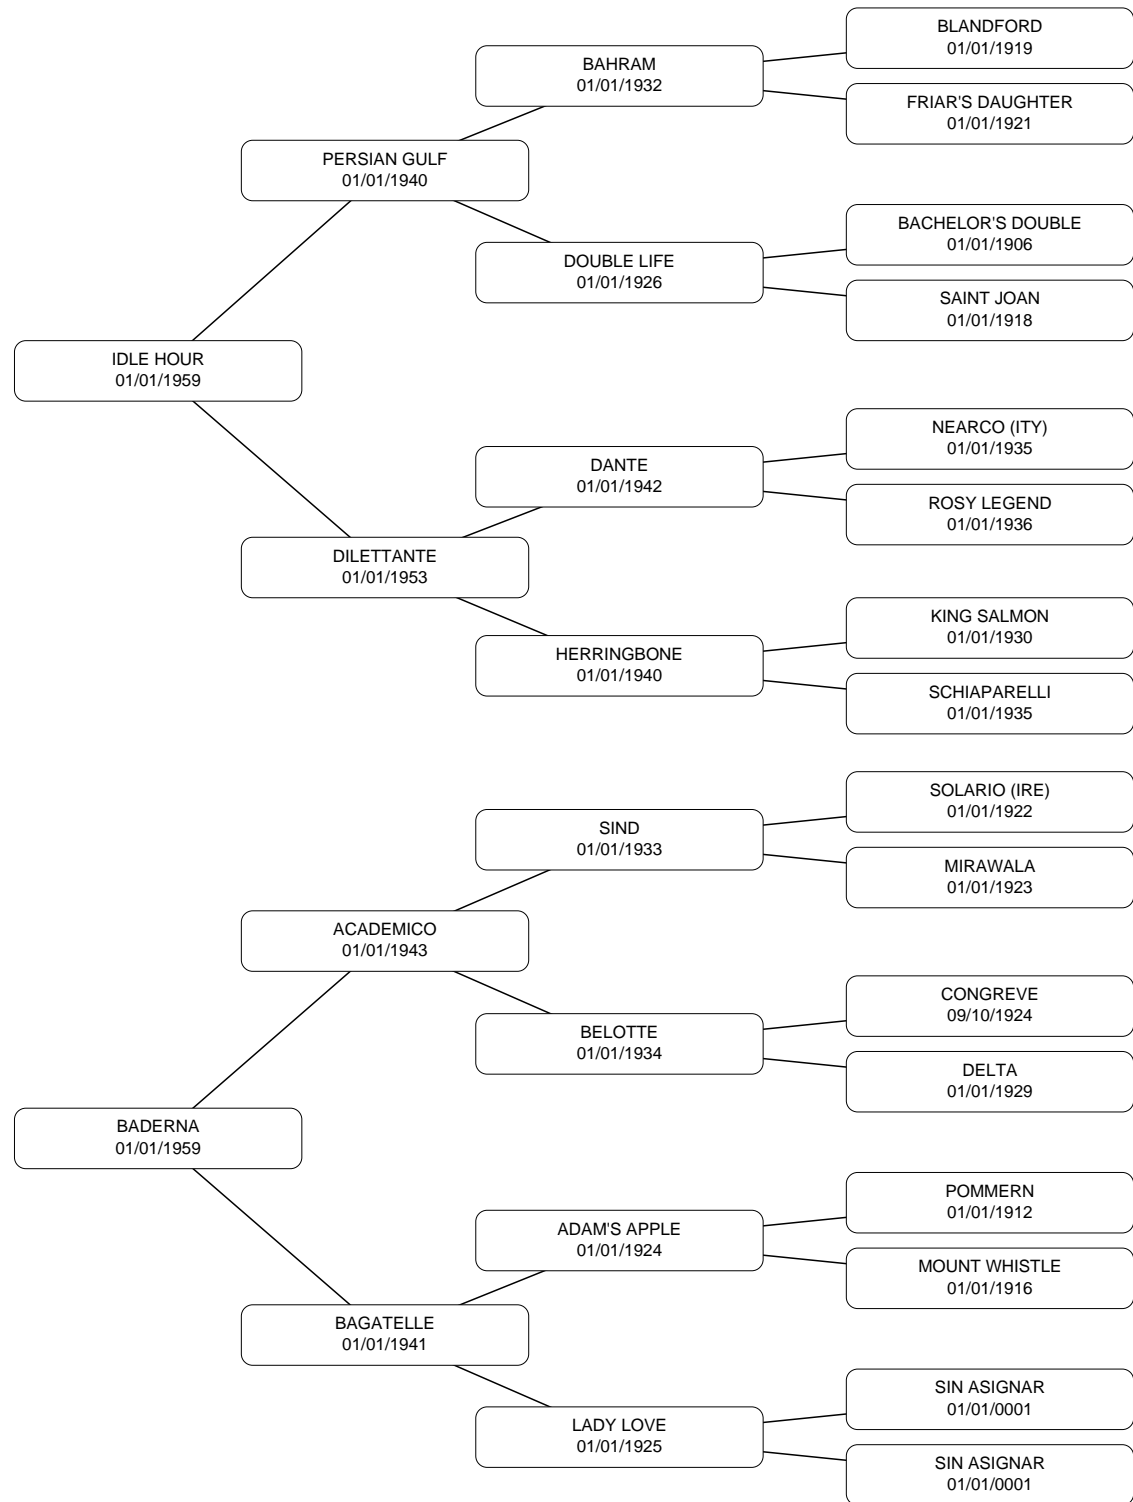 BLANDFORD
01/01/1919
BAHRAM
01/01/1932
FRIAR'S DAUGHTER
01/01/1921
PERSIAN GULF
01/01/1940
BACHELOR'S DOUBLE
01/01/1906
DOUBLE LIFE
01/01/1926
SAINT JOAN
01/01/1918
IDLE HOUR
01/01/1959
NEARCO (ITY)
01/01/1935
DANTE
01/01/1942
ROSY LEGEND
01/01/1936
DILETTANTE
01/01/1953
KING SALMON
01/01/1930
HERRINGBONE
01/01/1940
SCHIAPARELLI
01/01/1935
SOLARIO (IRE)
01/01/1922
SIND
01/01/1933
MIRAWALA
01/01/1923
ACADEMICO
01/01/1943
CONGREVE
09/10/1924
BELOTTE
01/01/1934
DELTA
01/01/1929
BADERNA
01/01/1959
POMMERN
01/01/1912
ADAM'S APPLE
01/01/1924
MOUNT WHISTLE
01/01/1916
BAGATELLE
01/01/1941
SIN ASIGNAR
01/01/0001
LADY LOVE
01/01/1925
SIN ASIGNAR
01/01/0001